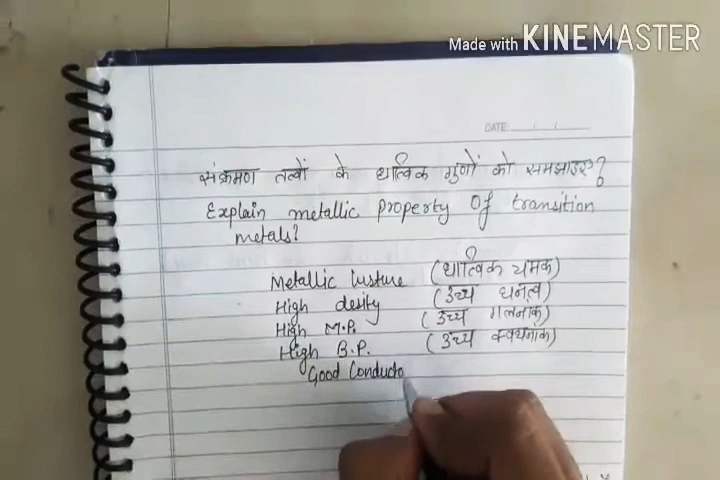 Made with KINEMASTER
DATE: / /
संक्रमण तत्वों के धात्विक गुणों को समझाइए?
Explain metallic property of transition
metals?
Metallic lusture (धात्विक चमक)
High desity (उच्च घनत्व)
High M.P. (उच्च गलनांक)
High B.P. (उच्च क्वथनांक)
Good Conducto